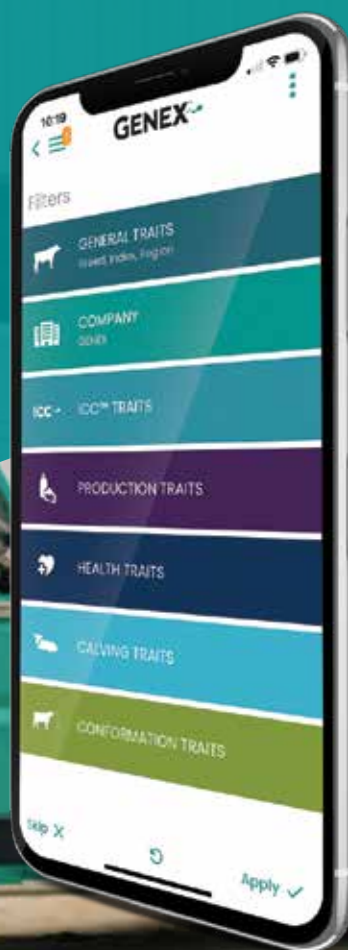 10:19
GENEX
Filters
GENERAL TRAITS
Breed, Index, Region
COMPANY
GENEX
ICC™ TRAITS
PRODUCTION TRAITS
HEALTH TRAITS
CALVING TRAITS
CONFORMATION TRAITS
Skip X
Apply